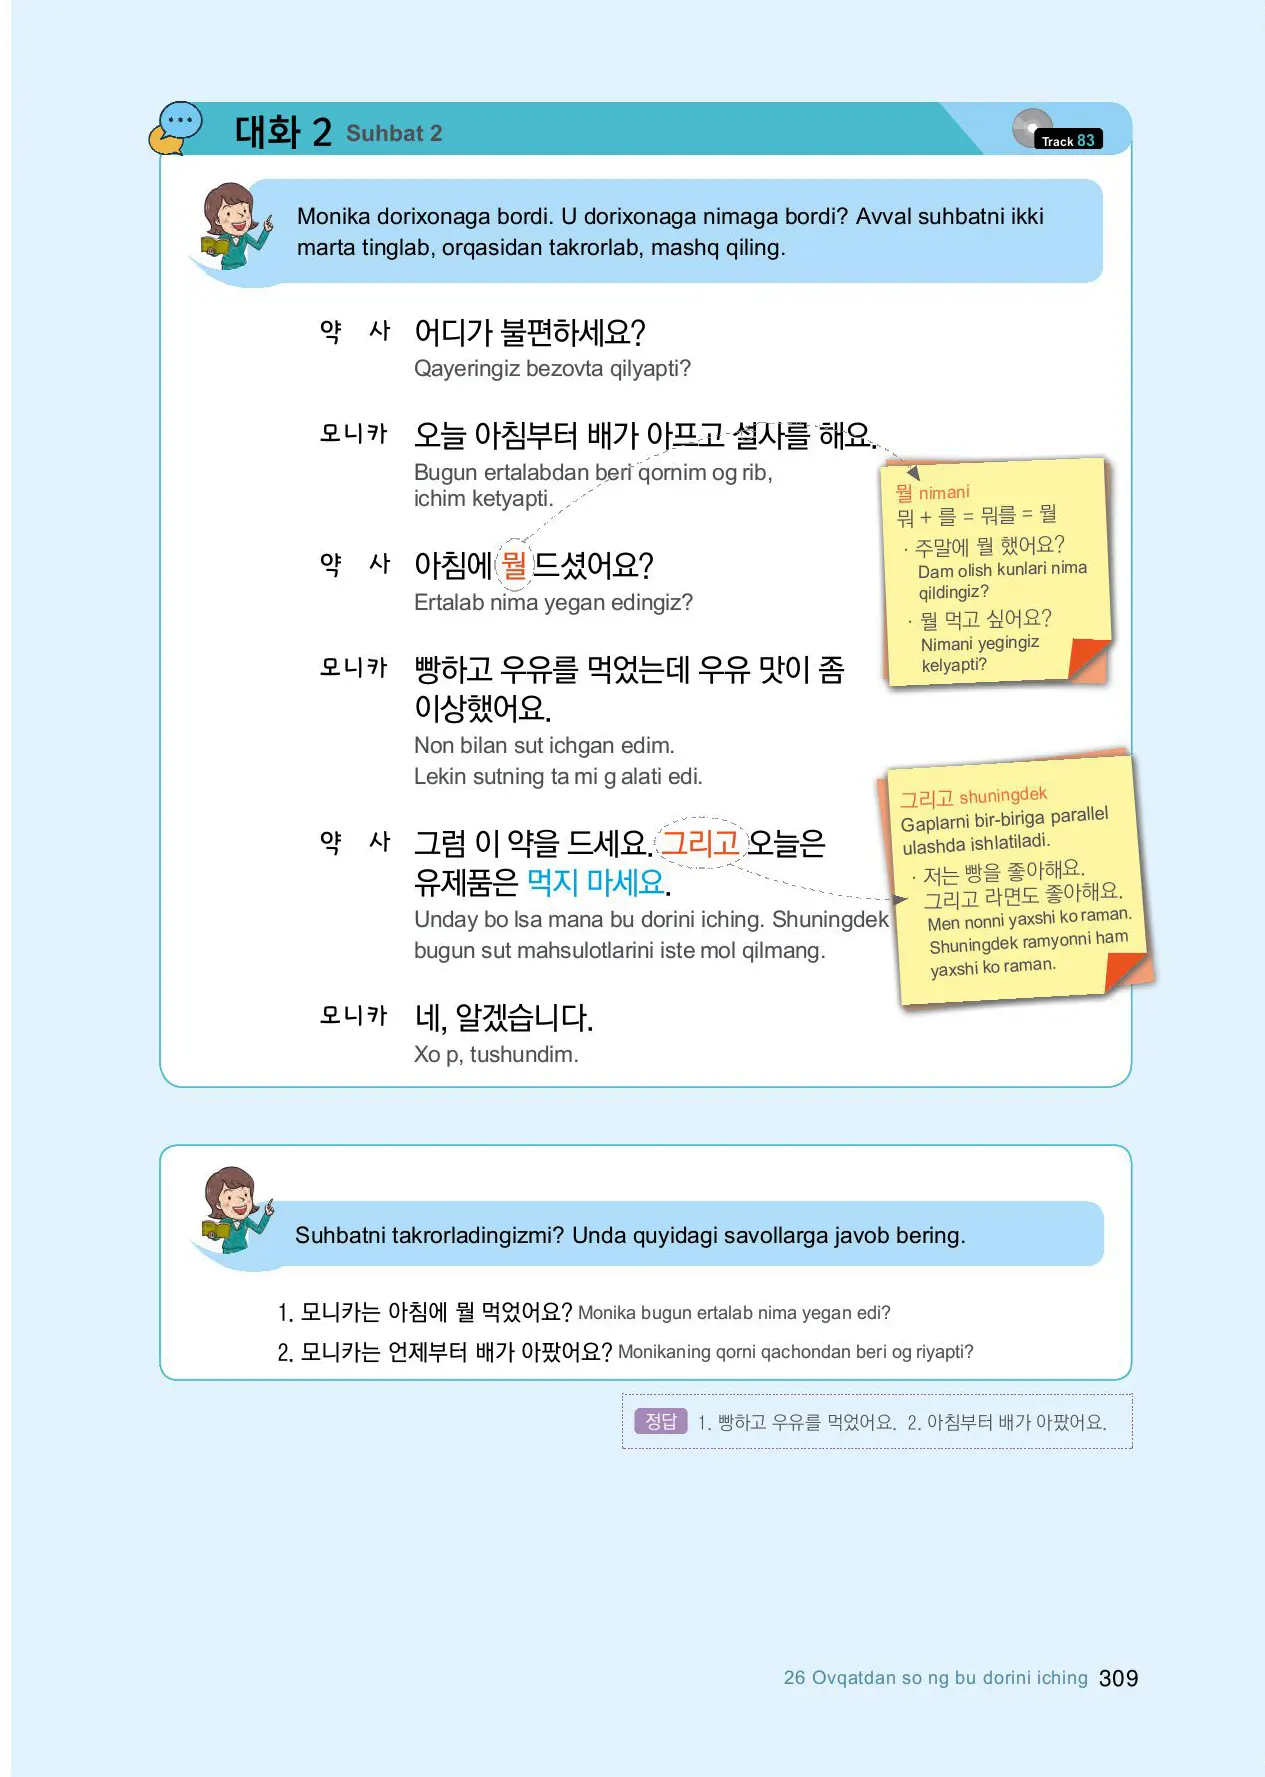 대화 2 Suhbat 2
Track 83
Monika dorixonaga bordi. U dorixonaga nimaga bordi? Avval suhbatni ikki
marta tinglab, orqasidan takrorlab, mashq qiling.
약 사 어디가 불편하세요?
Qayeringiz bezovta qilyapti?
모니카 오늘 아침부터 배가 아프고 설사를 해요.
Bugun ertalabdan beri qornim og rib,
ichim ketyapti.
약 사 아침에 뭘 드셨어요?
Ertalab nima yegan edingiz?
모니카 빵하고 우유를 먹었는데 우유 맛이 좀
이상했어요.
Non bilan sut ichgan edim.
Lekin sutning ta mi g alati edi.
약 사 그럼 이 약을 드세요. 그리고 오늘은
유제품은 먹지 마세요.
Unday bo lsa mana bu dorini iching. Shuningdek
bugun sut mahsulotlarini iste mol qilmang.
모니카 네, 알겠습니다.
Xo p, tushundim.
뭘 nimani
뭐 + 를 = 뭐를 = 뭘
· 주말에 뭘 했어요?
Dam olish kunlari nima
qildingiz?
· 뭘 먹고 싶어요?
Nimani yegingiz
kelyapti?
그리고 shuningdek
Gaplarni bir-biriga parallel
ulashda ishlatiladi.
· 저는 빵을 좋아해요.
그리고 라면도 좋아해요.
Men nonni yaxshi ko raman.
Shuningdek ramyonni ham
yaxshi ko raman.
Suhbatni takrorladingizmi? Unda quyidagi savollarga javob bering.
1. 모니카는 아침에 뭘 먹었어요? Monika bugun ertalab nima yegan edi?
2. 모니카는 언제부터 배가 아팠어요? Monikaning qorni qachondan beri og riyapti?
정답 1. 빵하고 우유를 먹었어요. 2. 아침부터 배가 아팠어요.
26 Ovqatdan so ng bu dorini iching 309